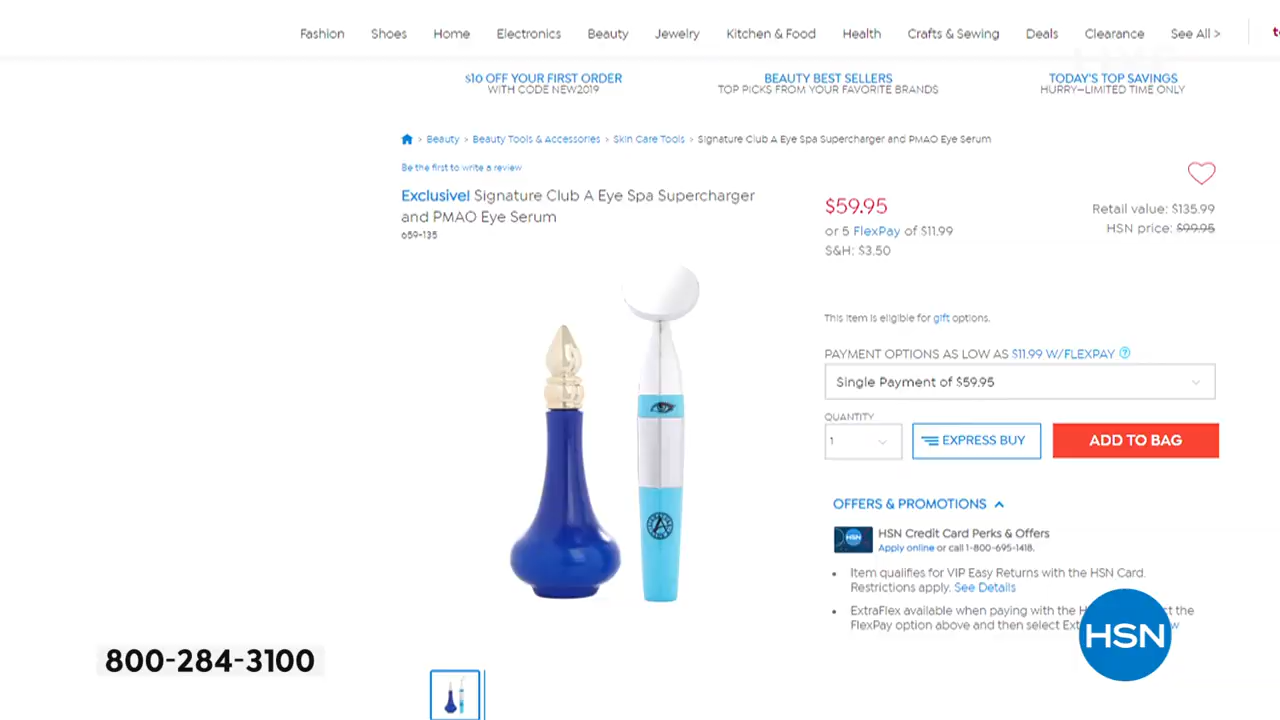 Fashion Shoes Home Electronics Beauty Jewelry Kitchen & Food Health Crafts & Sewing Deals Clearance See All >
$10 OFF YOUR FIRST ORDER
WITH CODE NEW2019
BEAUTY BEST SELLERS
TOP PICKS FROM YOUR FAVORITE BRANDS
TODAY'S TOP SAVINGS
HURRY—LIMITED TIME ONLY
> Beauty > Beauty Tools & Accessories > Skin Care Tools > Signature Club A Eye Spa Supercharger and PMAO Eye Serum
Be the first to write a review
Exclusive! Signature Club A Eye Spa Supercharger
and PMAO Eye Serum
659-135
$59.95
or 5 FlexPay of $11.99
S&H: $3.50
Retail value: $135.99
HSN price: $99.95
This item is eligible for gift options.
PAYMENT OPTIONS AS LOW AS $11.99 W/FLEXPAY ?
Single Payment of $59.95
QUANTITY
1
EXPRESS BUY
ADD TO BAG
OFFERS & PROMOTIONS
HSN
HSN Credit Card Perks & Offers
Apply online or call 1-800-695-1418.
• Item qualifies for VIP Easy Returns with the HSN Card.
Restrictions apply. See Details
• ExtraFlex available when paying with the the
FlexPay option above and then select
HSN
800-284-3100